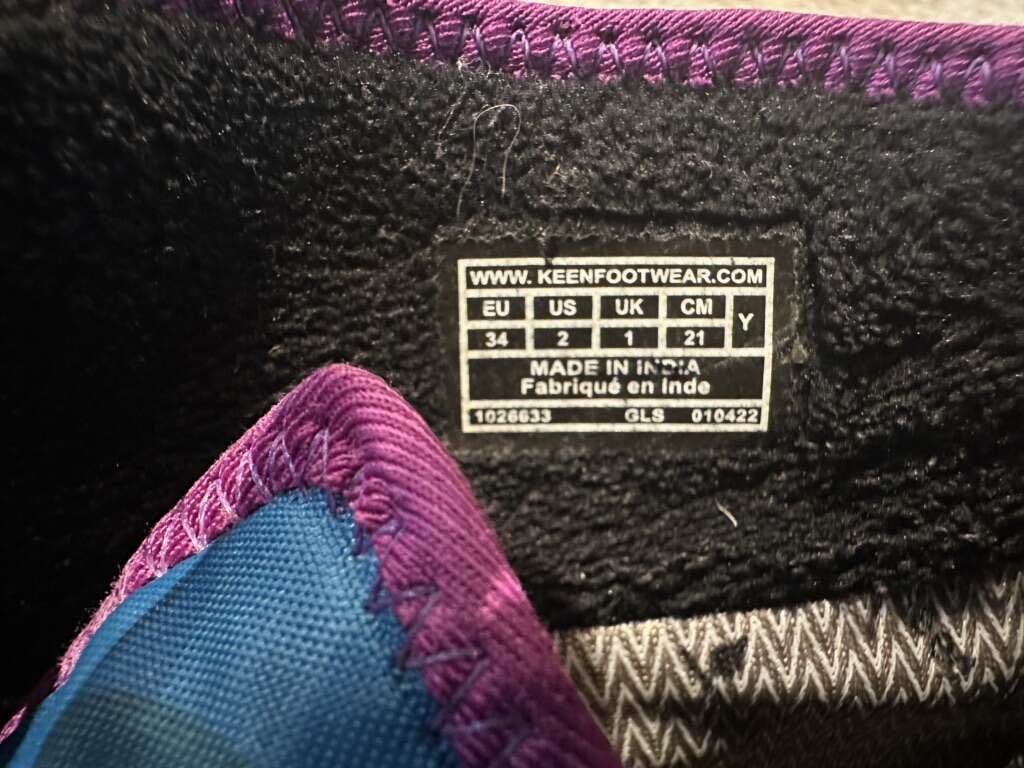 WWW. KEENFOOTWEAR.COM
EU US UK CM Y
34 2 1 21
MADE IN INDIA
Fabriqué en Inde
1026633 GLS 010422